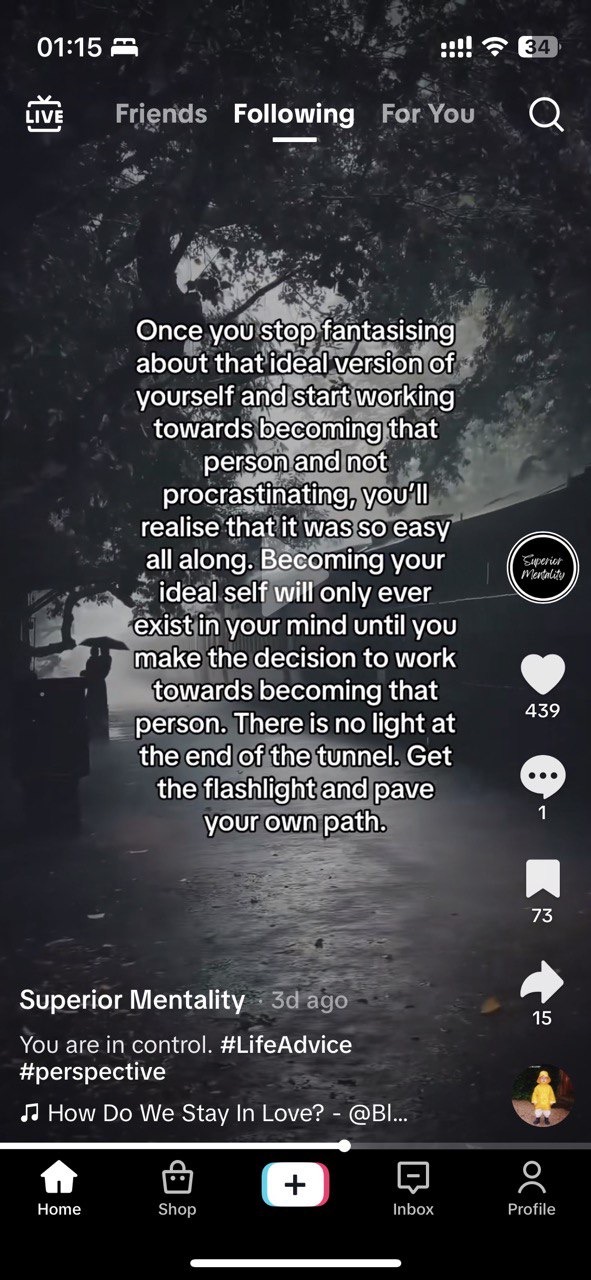 01:15
34
LIVE
Friends
Following
For You
Once you stop fantasising
about that ideal version of
yourself and start working
towards becoming that
person and not
procrastinating, you’ll
realise that it was so easy
all along. Becoming your
ideal self will only ever
exist in your mind until you
make the decision to work
towards becoming that
person. There is no light at
the end of the tunnel. Get
the flashlight and pave
your own path.
Superior
Mentality
439
1
73
15
Superior Mentality · 3d ago
You are in control. #LifeAdvice
#perspective
How Do We Stay In Love? - @Bl...
Home
Shop
Inbox
Profile